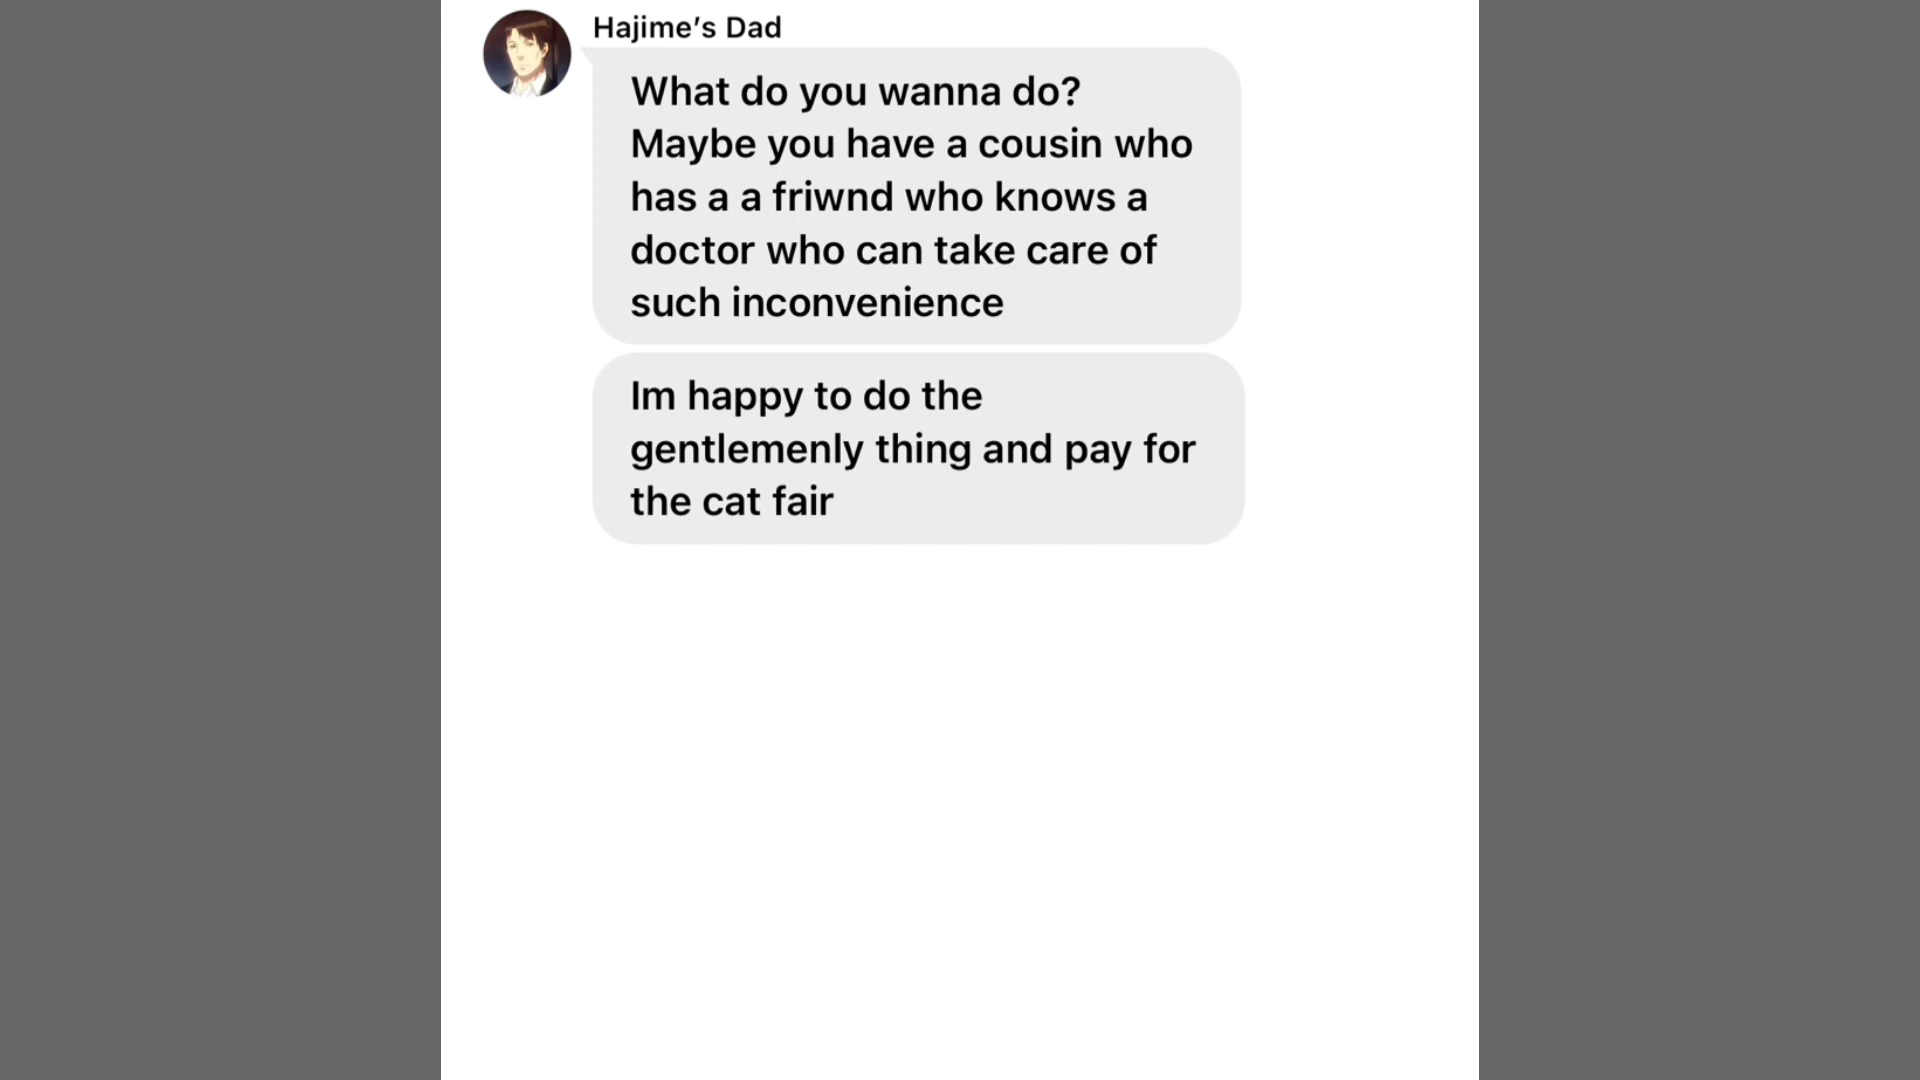 Hajime’s Dad
What do you wanna do?
Maybe you have a cousin who
has a a friwnd who knows a
doctor who can take care of
such inconvenience
Im happy to do the
gentlemenly thing and pay for
the cat fair